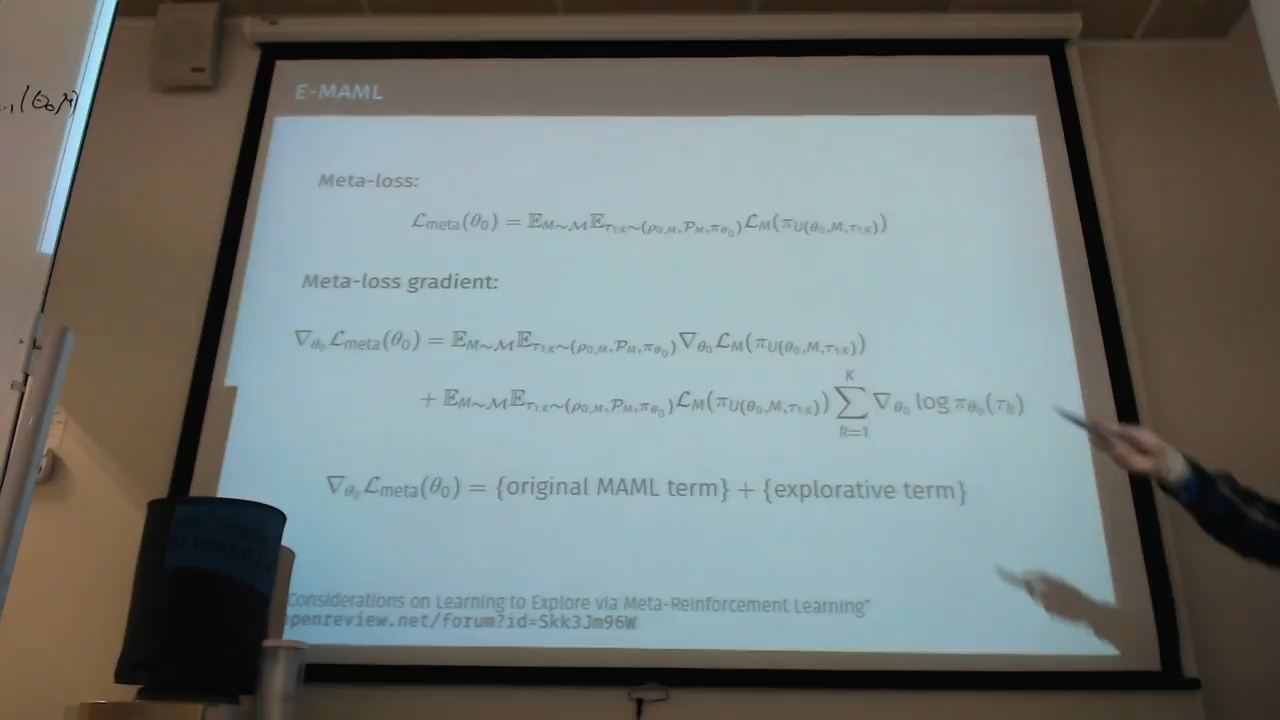 E-MAML
Meta-loss:
ℒ_meta(θ₀) = 𝔼_{M∼ℳ}𝔼_{τ_{1:K}∼(ρ_{0,M},𝒫_M,π_{θ₀})}ℒ_M(π_{U(θ₀,M,τ_{1:K})})
Meta-loss gradient:
∇_{θ₀}ℒ_meta(θ₀) = 𝔼_{M∼ℳ}𝔼_{τ_{1:K}∼(ρ_{0,M},𝒫_M,π_{θ₀})}∇_{θ₀}ℒ_M(π_{U(θ₀,M,τ_{1:K})})
+ 𝔼_{M∼ℳ}𝔼_{τ_{1:K}∼(ρ_{0,M},𝒫_M,π_{θ₀})}ℒ_M(π_{U(θ₀,M,τ_{1:K})}) ∑_{k=1}^{K} ∇_{θ₀} log π_{θ₀}(τ_k)
∇_{θ₀}ℒ_meta(θ₀) = {original MAML term} + {explorative term}
Considerations on Learning to Explore via Meta-Reinforcement Learning"
penreview.net/forum?id=Skk3Jm96W